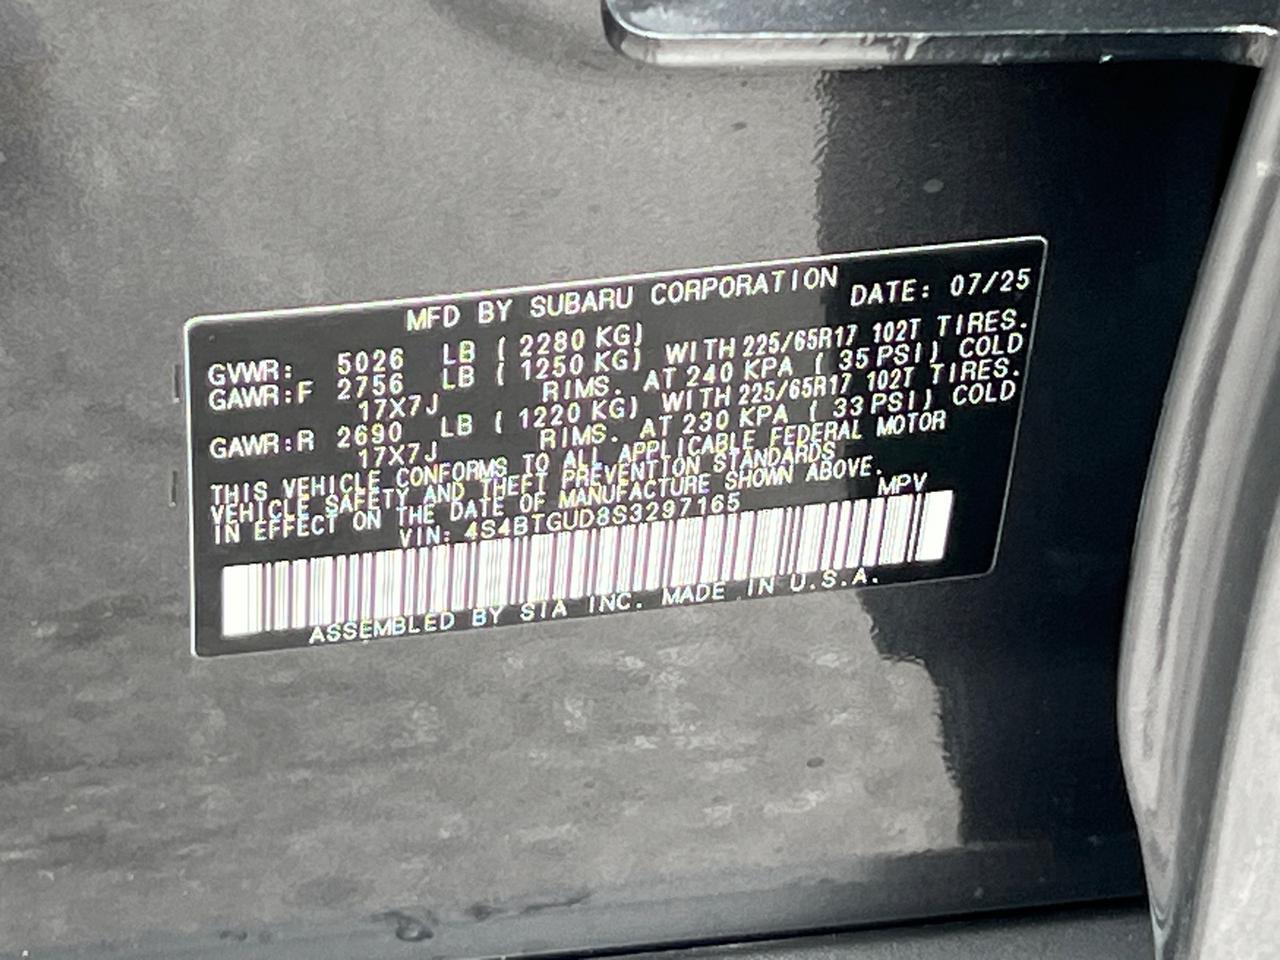 MFD BY SUBARU CORPORATION DATE: 07/25
GVWR: 5026 LB ( 2280 KG)
GAWR:F 2756 LB ( 1250 KG) WITH 225/65R17 102T TIRES.
17X7J RIMS. AT 240 KPA ( 35 PSI) COLD
GAWR:R 2690 LB ( 1220 KG) WITH 225/65R17 102T TIRES.
17X7J RIMS. AT 230 KPA ( 33 PSI) COLD
THIS VEHICLE CONFORMS TO ALL APPLICABLE FEDERAL MOTOR
VEHICLE SAFETY AND THEFT PREVENTION STANDARDS
IN EFFECT ON THE DATE OF MANUFACTURE SHOWN ABOVE.
VIN: 4S4BTGUD8S3297165 MPV
ASSEMBLED BY SIA INC. MADE IN U.S.A.